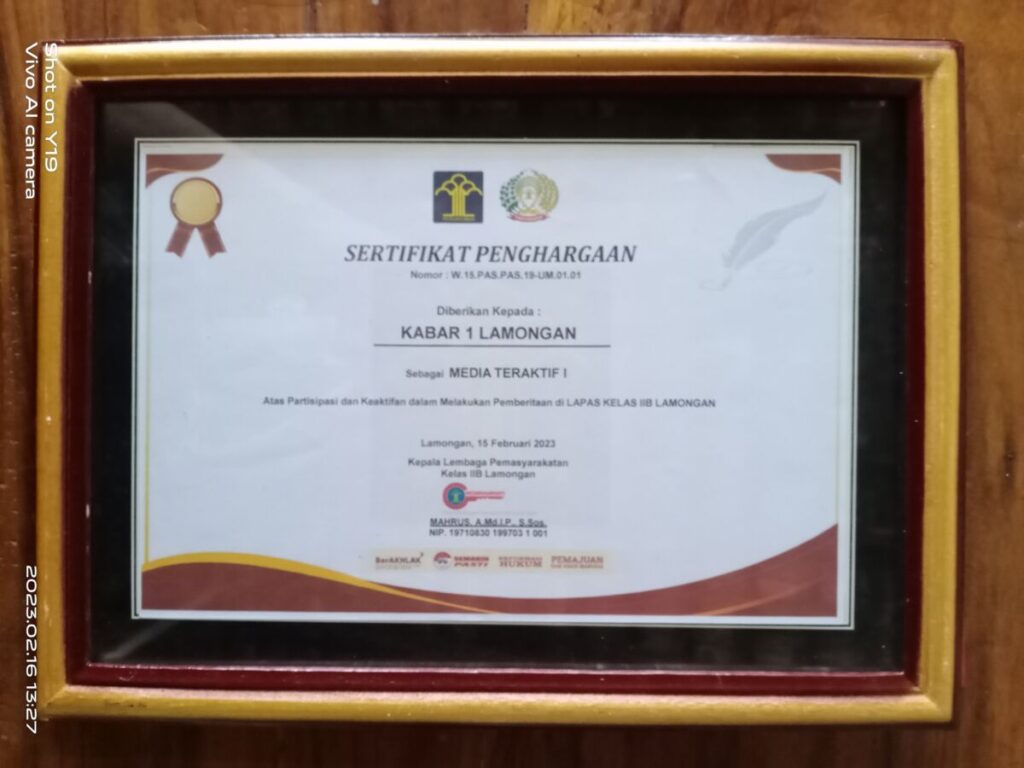 SERTIFIKAT PENGHARGAAN
Nomor : W.15.PAS.PAS.19-UM.01.01
Diberikan Kepada :
KABAR 1 LAMONGAN
Sebagai MEDIA TERAKTIF I
Atas Partisipasi dan Keaktifan dalam Melakukan Pemberitaan di LAPAS KELAS IIB LAMONGAN
Lamongan, 15 Februari 2023
Kepala Lembaga Pemasyarakatan
Kelas IIB Lamongan
MAHRUS, A.Md.I.P., S.Sos.
NIP. 19710830 199703 1 001
BerAKHLAK
SEMAKIN PASTI
HUKUM
PEMAJUAN
Shot on Y19
Vivo AI camera
2023.02.16 13:27